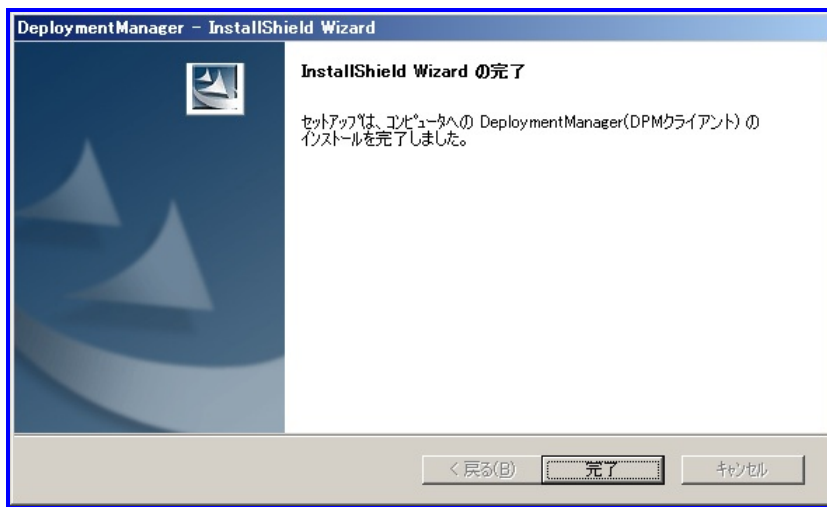 DeploymentManager - InstallShield Wizard
InstallShield Wizard の完了
セットアップは、コンピュータへの DeploymentManager(DPMクライアント) の
インストールを完了しました。
< 戻る(B) 完了 キャンセル